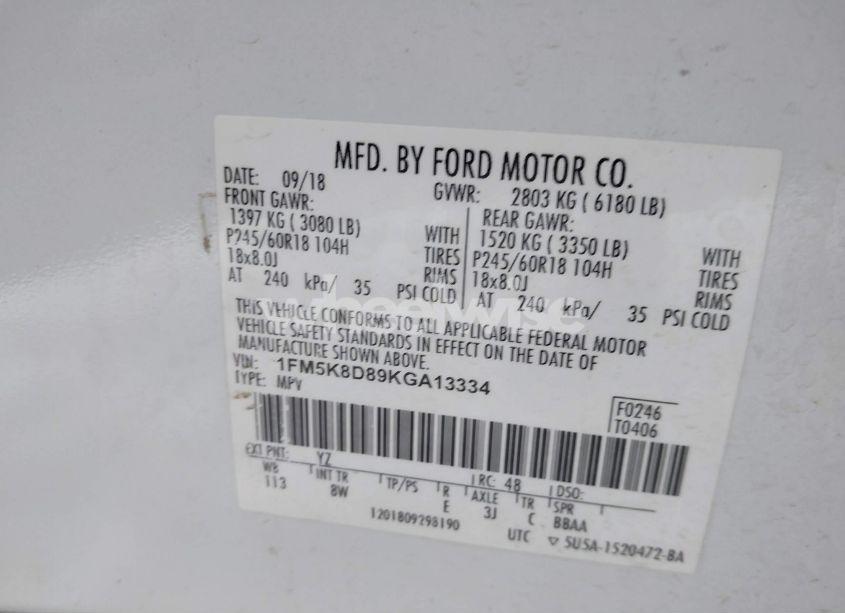 MFD. BY FORD MOTOR CO.
DATE: 09/18 GVWR: 2803 KG ( 6180 LB)
FRONT GAWR: REAR GAWR:
1397 KG ( 3080 LB) WITH 1520 KG ( 3350 LB) WITH
P245/60R18 104H TIRES P245/60R18 104H TIRES
18x8.0J RIMS 18x8.0J RIMS
AT 240 kPa/ 35 PSI COLD AT 240 kPa/ 35 PSI COLD
THIS VEHICLE CONFORMS TO ALL APPLICABLE FEDERAL MOTOR
VEHICLE SAFETY STANDARDS IN EFFECT ON THE DATE OF
MANUFACTURE SHOWN ABOVE.
VIN: 1FM5K8D89KGA13334
TYPE: MPV
F0246
T0406
EXT PNT: YZ RC: 48 DSO:
WB INT TR TP/PS R AXLE TR SPR
113 8W E 3J C BBAA
1201809298190 UTC ▽ 5U5A-1520472-BA
wheelwise